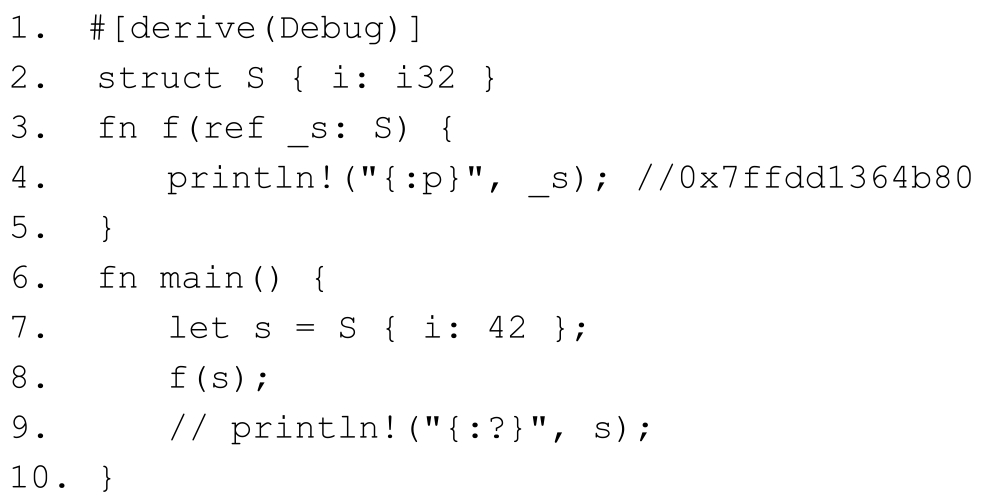 1. #[derive(Debug)]
2. struct S { i: i32 }
3. fn f(ref _s: S) {
4. println!("{:p}", _s); //0x7ffdd1364b80
5. }
6. fn main() {
7. let s = S { i: 42 };
8. f(s);
9. // println!("{:?}", s);
10. }